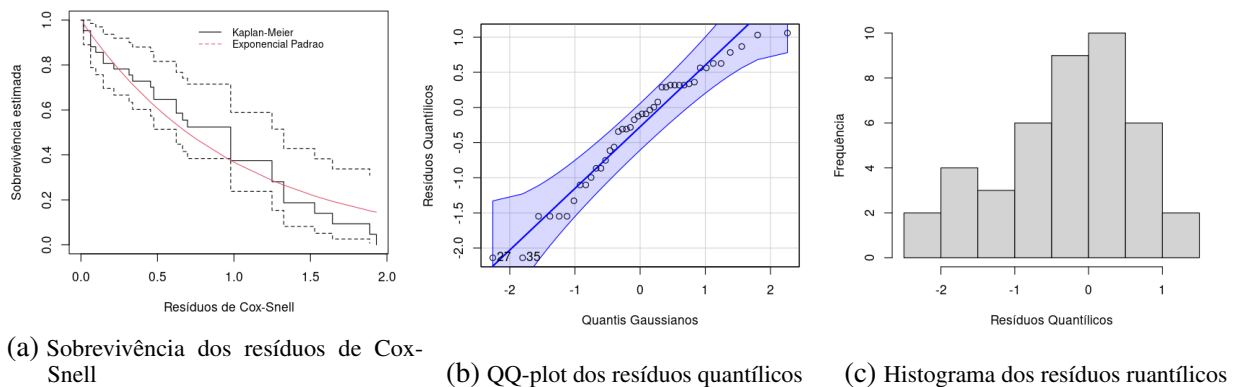 Kaplan-Meier
Exponencial Padrao
Sobrevivência estimada
0.0
0.2
0.4
0.6
0.8
1.0
0.0
0.5
1.0
1.5
2.0
Resíduos de Cox-Snell
(a) Sobrevivência dos resíduos de Cox-
Snell
Resíduos Quantílicos
1.0
0.5
0.0
-0.5
-1.0
-1.5
-2.0
27
35
-2
-1
0
1
2
Quantis Gaussianos
(b) QQ-plot dos resíduos quantílicos
Frequência
0
2
4
6
8
10
-2
-1
0
1
Resíduos Quantílicos
(c) Histograma dos resíduos ruantílicos